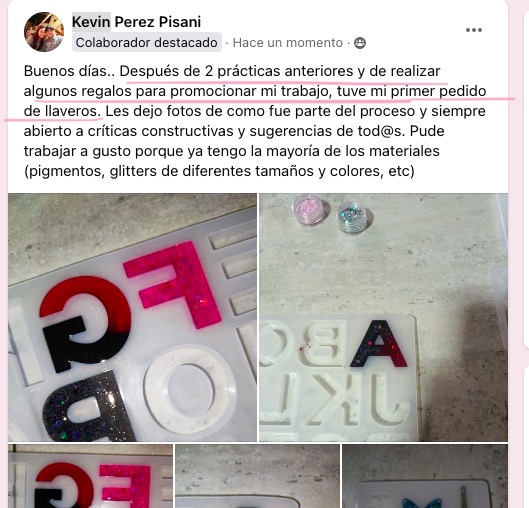 Kevin Perez Pisani
Colaborador destacado · Hace un momento ·
Buenos días.. Después de 2 prácticas anteriores y de realizar
algunos regalos para promocionar mi trabajo, tuve mi primer pedido
de llaveros. Les dejo fotos de como fue parte del proceso y siempre
abierto a críticas constructivas y sugerencias de tod@s. Pude
trabajar a gusto porque ya tengo la mayoría de los materiales
(pigmentos, glitters de diferentes tamaños y colores, etc)
G F
B O
B C A
J K L
G F